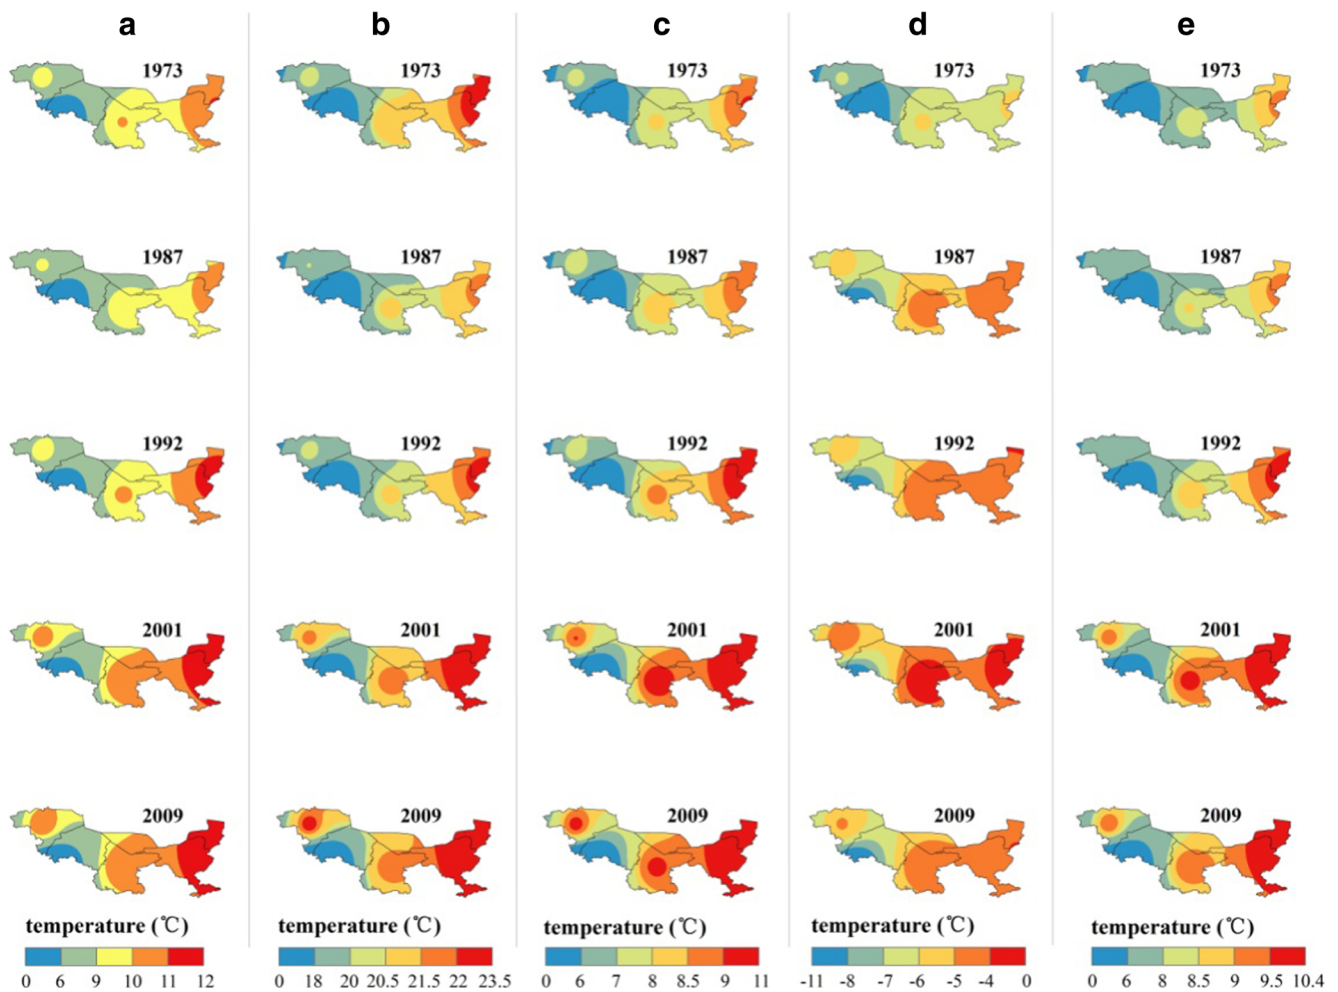 a b c d e
1973 1973 1973 1973 1973
1987 1987 1987 1987 1987
1992 1992 1992 1992 1992
2001 2001 2001 2001 2001
2009 2009 2009 2009 2009
temperature (℃) temperature (℃) temperature (℃) temperature (℃) temperature (℃)
0 6 9 10 11 12 0 18 20 20.5 21.5 22 23.5 0 6 7 8 8.5 9 11 -11 -8 -7 -6 -5 -4 0 0 6 8 8.5 9 9.5 10.4